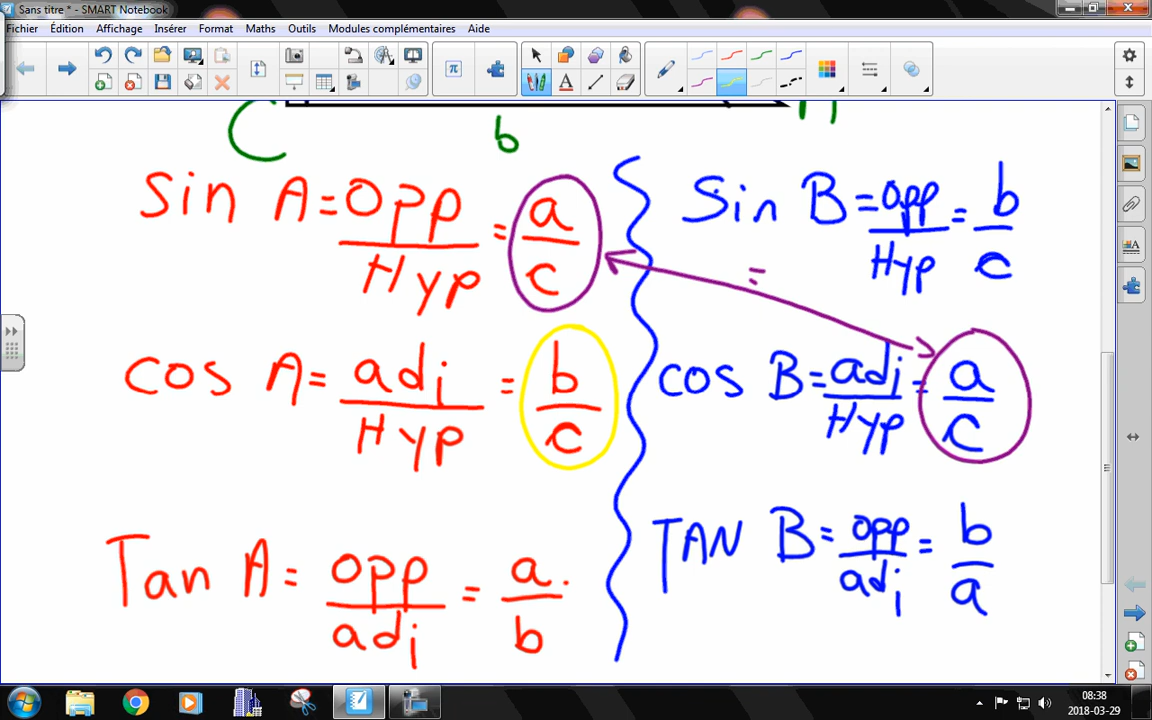 Sans titre * - SMART Notebook
Fichier Édition Affichage Insérer Format Maths Outils Modules complémentaires Aide
C b A
Sin A = opp/Hyp = a/c
Sin B = opp/Hyp = b/c
=
cos A = adj/Hyp = b/c
cos B = adj/Hyp = a/c
Tan A = opp/adj = a/b
TAN B = opp/adj = b/a
08:38
2018-03-29